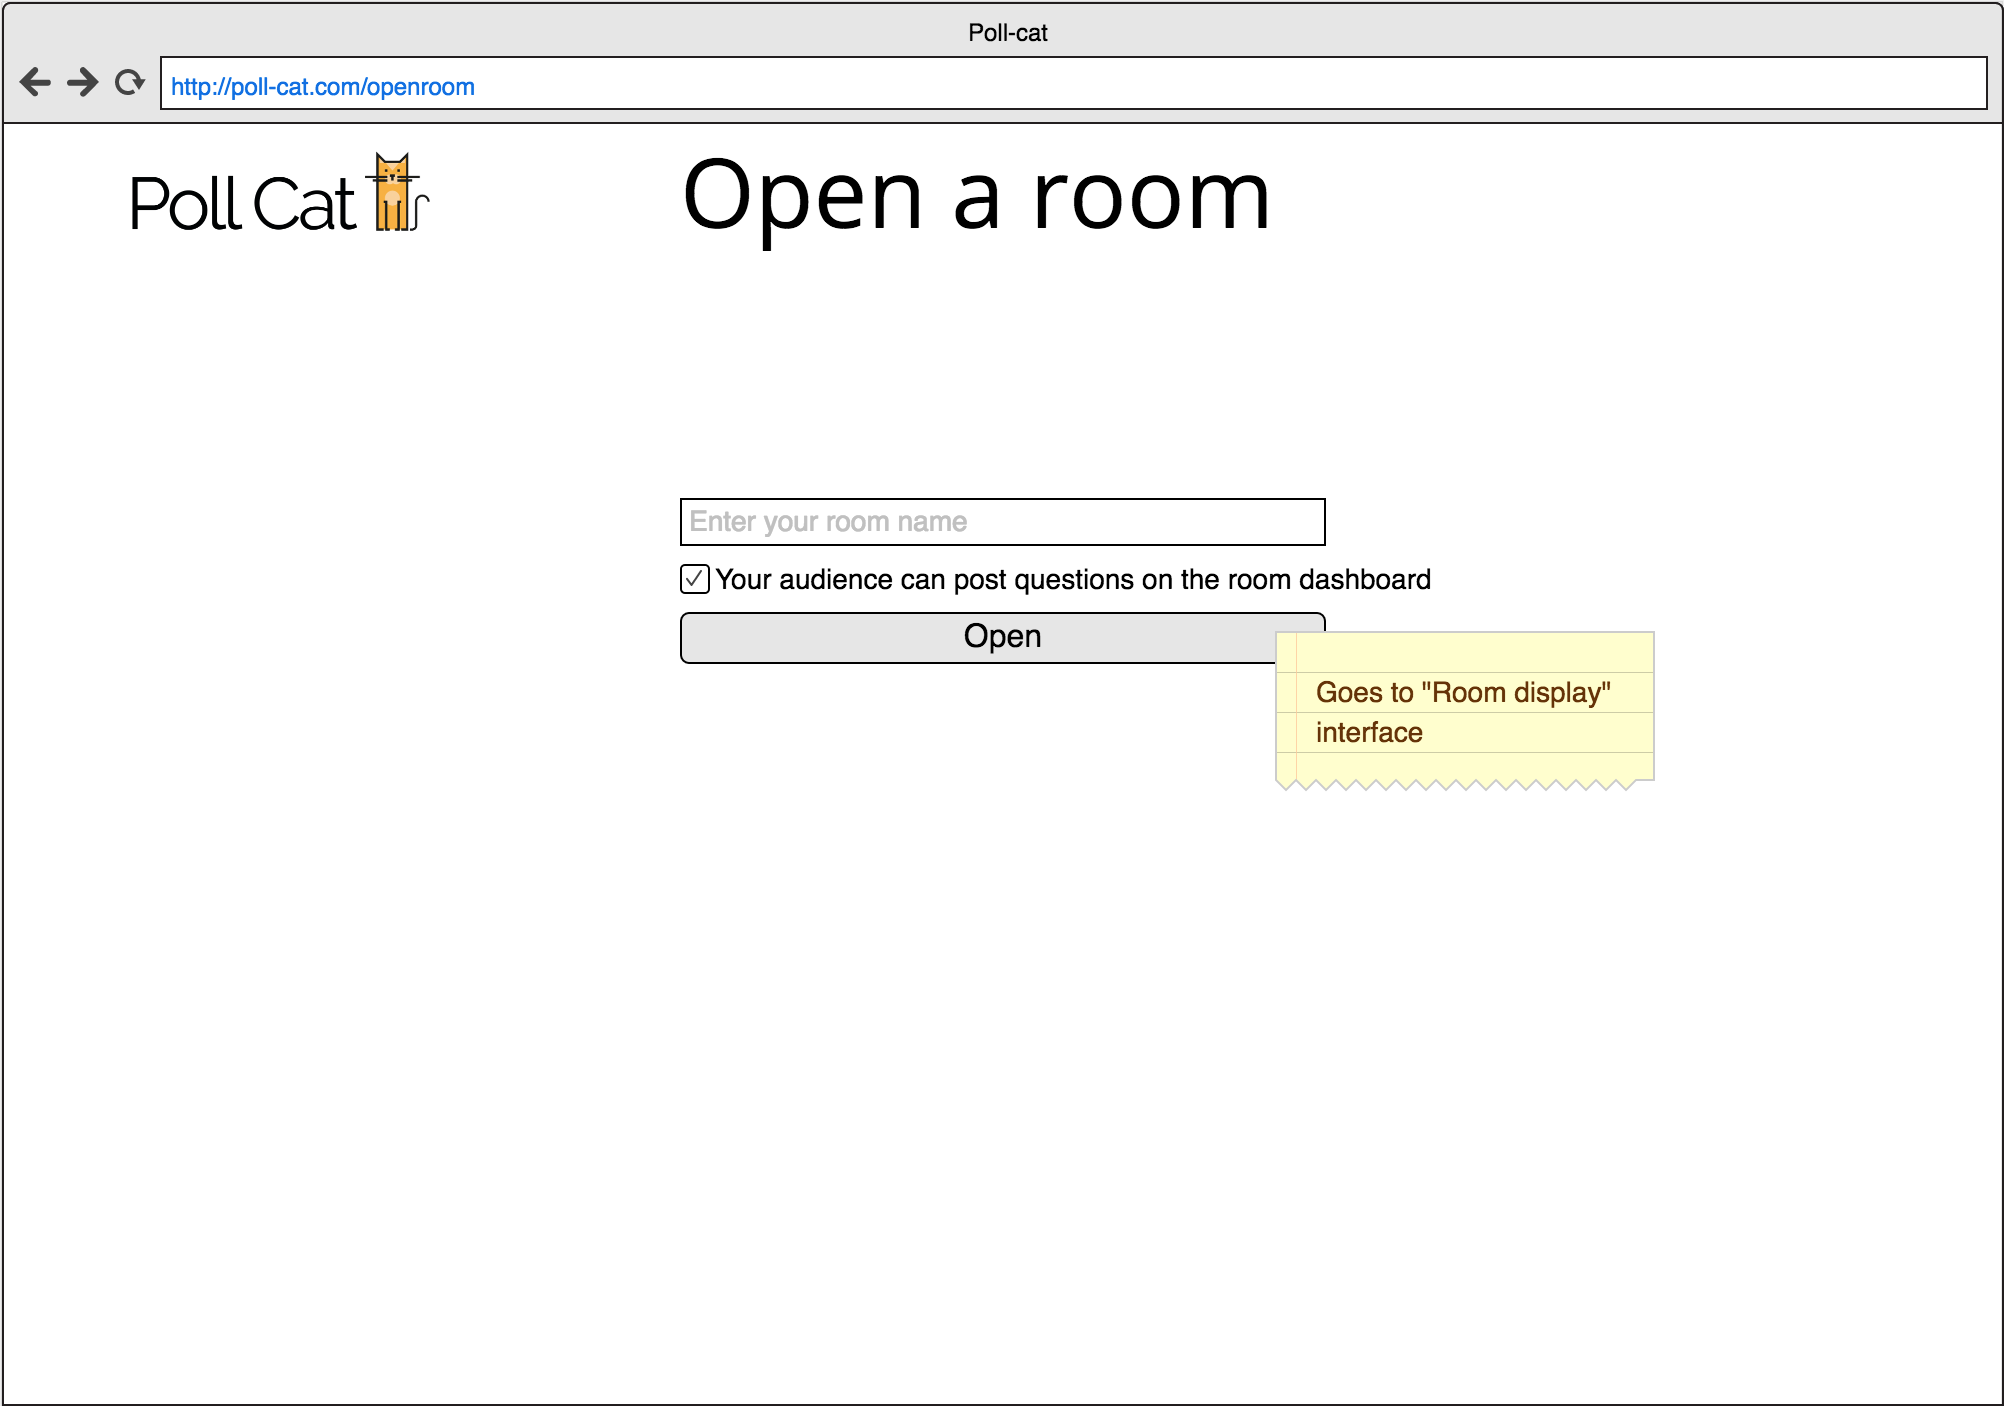 Poll-cat
http://poll-cat.com/openroom
Poll Cat
Open a room
Enter your room name
Your audience can post questions on the room dashboard
Open
Goes to "Room display"
interface